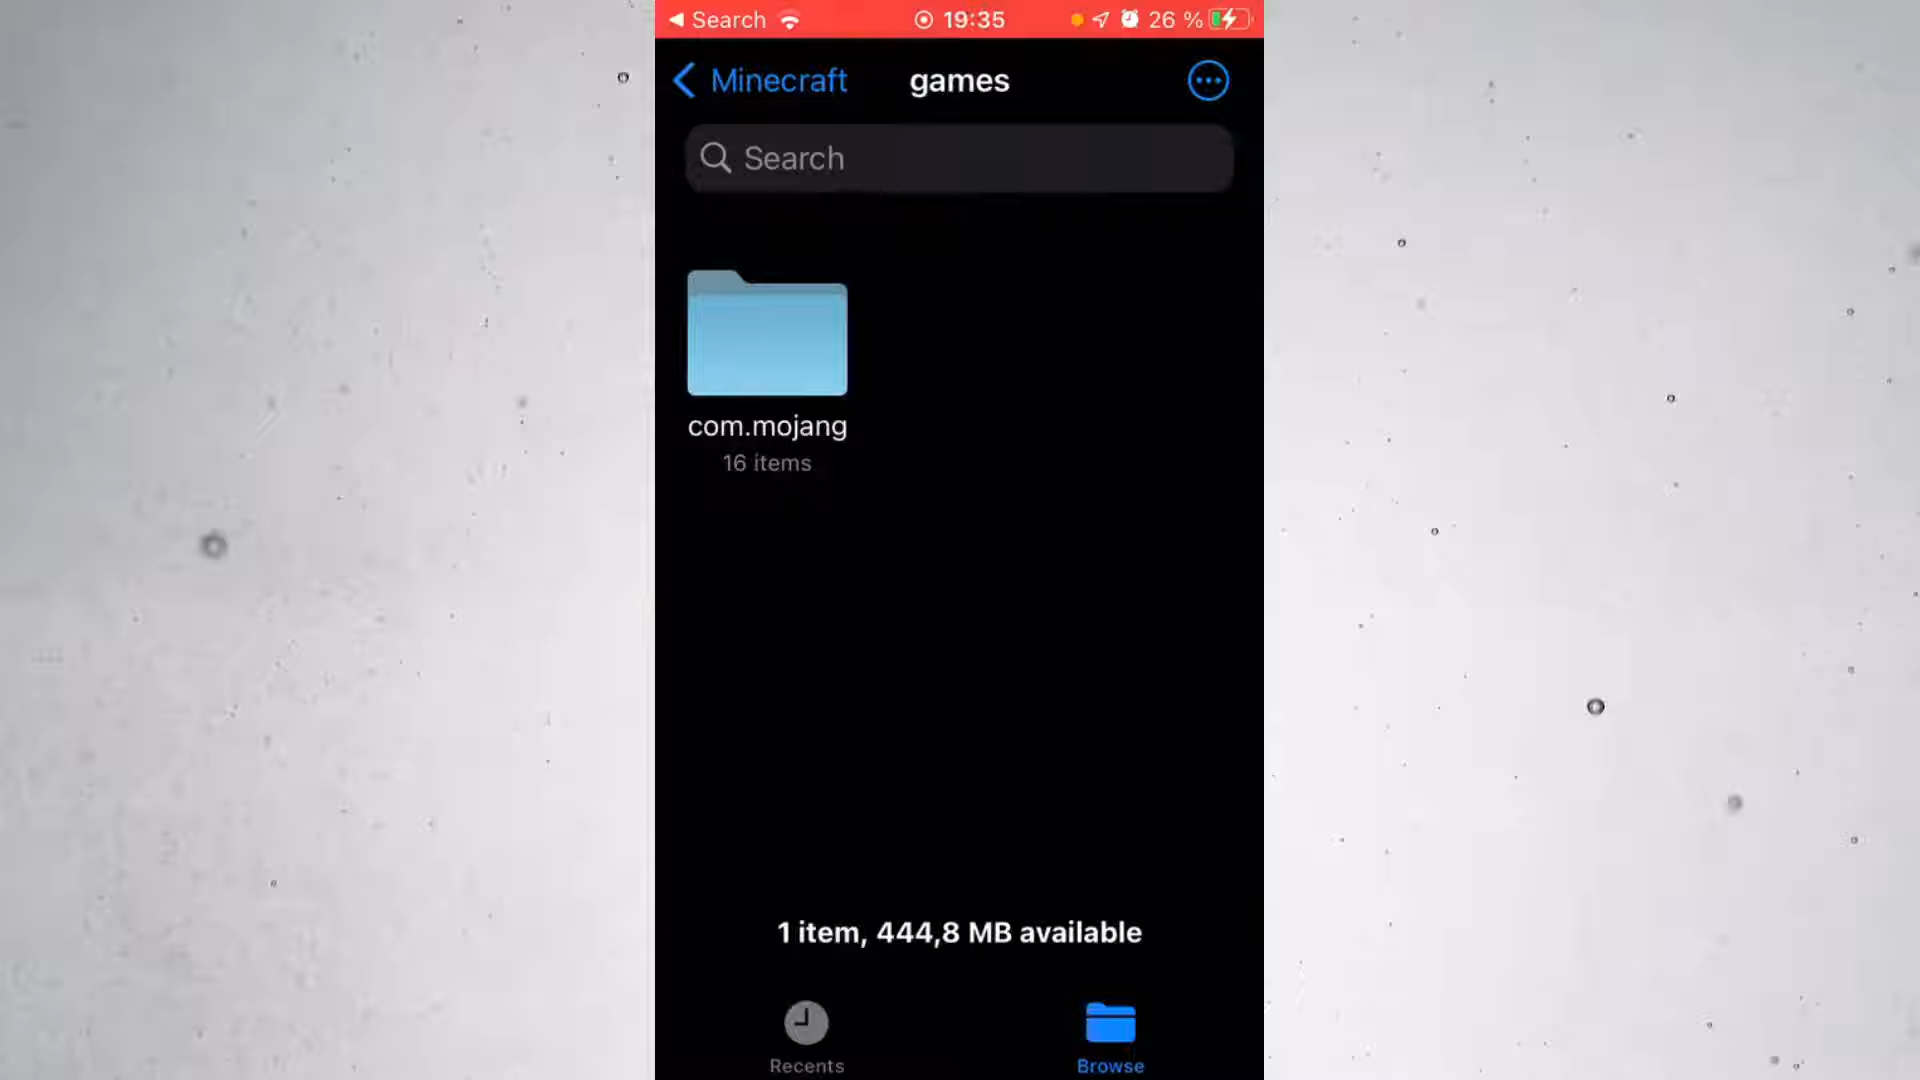 Search 19:35 26 %
Minecraft games
Search
com.mojang
16 items
1 item, 444,8 MB available
Recents Browse